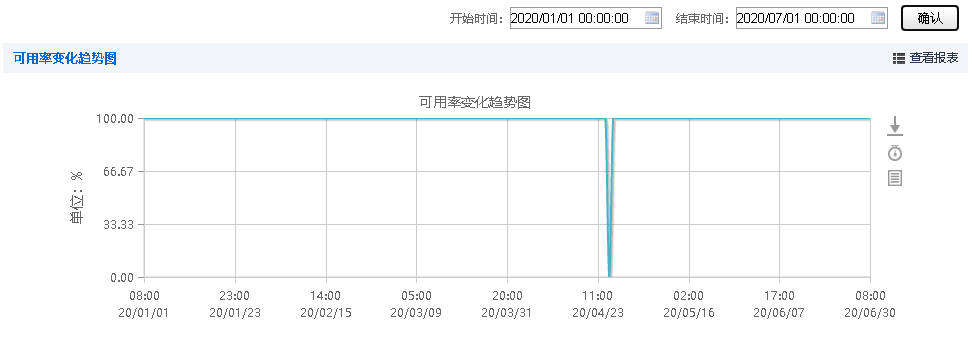 开始时间: 2020/01/01 00:00:00 结束时间: 2020/07/01 00:00:00 确认
可用率变化趋势图 查看报表
可用率变化趋势图
100.00
66.67
33.33
0.00
单位: %
08:00 23:00 14:00 05:00 20:00 11:00 02:00 17:00 08:00
20/01/01 20/01/23 20/02/15 20/03/09 20/03/31 20/04/23 20/05/16 20/06/07 20/06/30